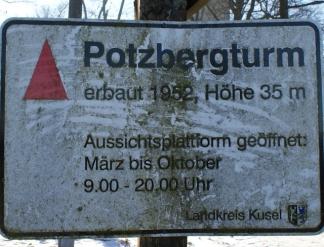 Potzbergturm
erbaut 1952, Höhe 35 m
Aussichtsplattform geöffnet:
März bis Oktober
9.00 - 20.00 Uhr
Landkreis Kusel